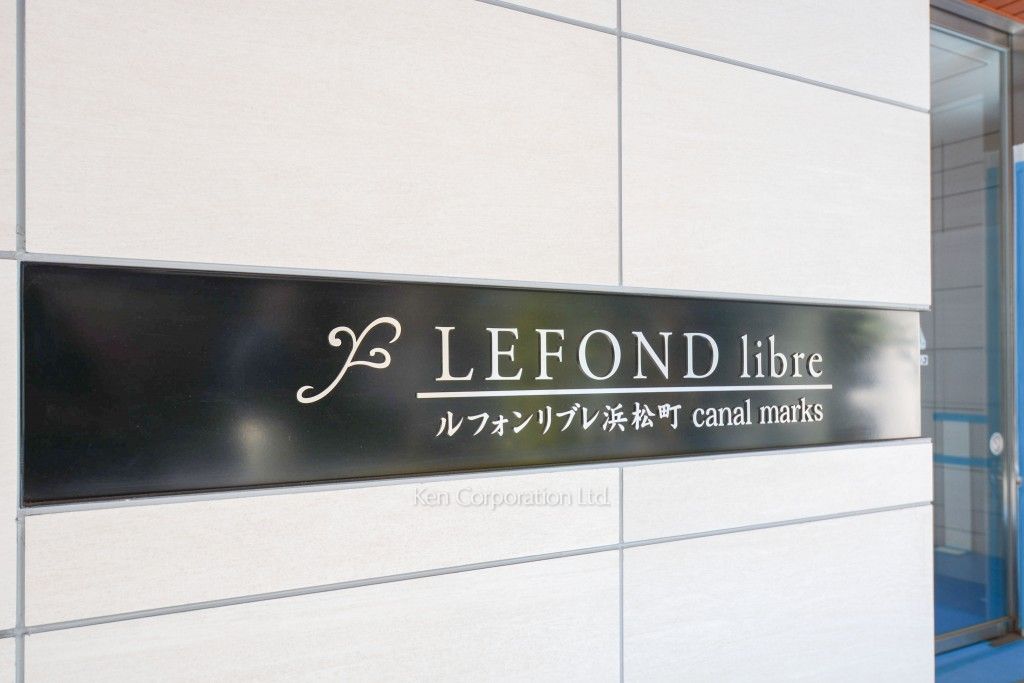 LEFOND libre
ルフォンリブレ浜松町 canal marks
Ken Corporation Ltd.